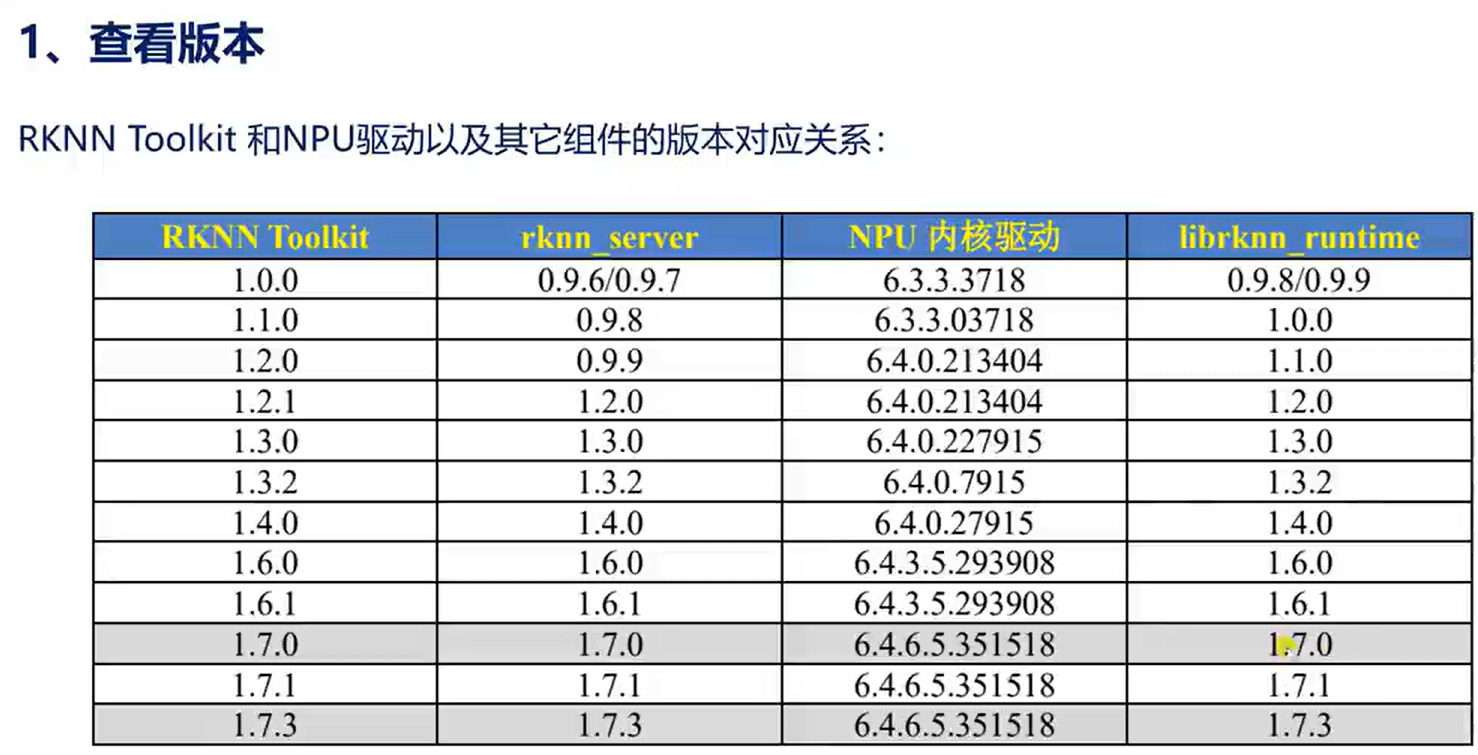 1、查看版本
RKNN Toolkit 和NPU驱动以及其它组件的版本对应关系：
RKNN Toolkit rknn_server NPU 内核驱动 librknn_runtime
1.0.0 0.9.6/0.9.7 6.3.3.3718 0.9.8/0.9.9
1.1.0 0.9.8 6.3.3.03718 1.0.0
1.2.0 0.9.9 6.4.0.213404 1.1.0
1.2.1 1.2.0 6.4.0.213404 1.2.0
1.3.0 1.3.0 6.4.0.227915 1.3.0
1.3.2 1.3.2 6.4.0.7915 1.3.2
1.4.0 1.4.0 6.4.0.27915 1.4.0
1.6.0 1.6.0 6.4.3.5.293908 1.6.0
1.6.1 1.6.1 6.4.3.5.293908 1.6.1
1.7.0 1.7.0 6.4.6.5.351518 1.7.0
1.7.1 1.7.1 6.4.6.5.351518 1.7.1
1.7.3 1.7.3 6.4.6.5.351518 1.7.3